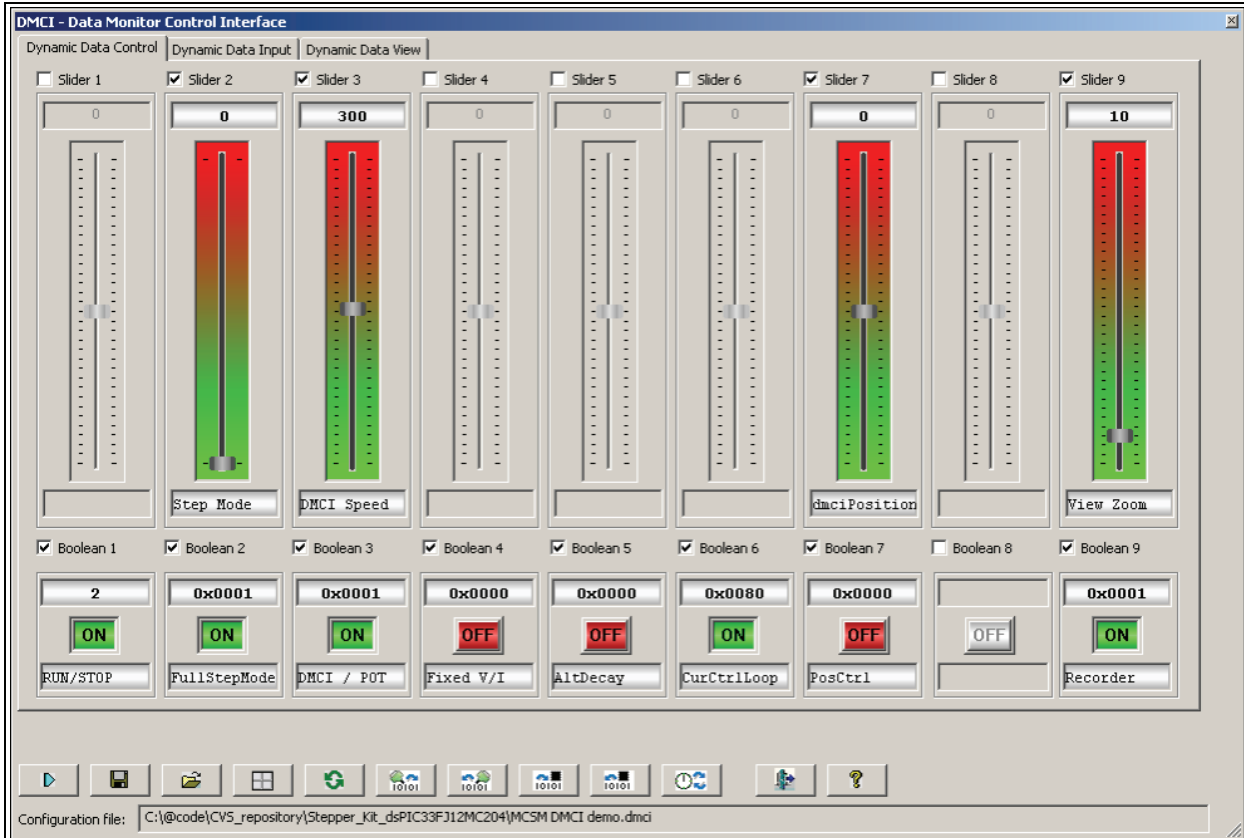 DMCI - Data Monitor Control Interface
Dynamic Data Control Dynamic Data Input Dynamic Data View
Slider 1 Slider 2 Slider 3 Slider 4 Slider 5 Slider 6 Slider 7 Slider 8 Slider 9
0 0 300 0 0 0 0 0 10
Step Mode DMCI Speed dmciPosition View Zoom
Boolean 1 Boolean 2 Boolean 3 Boolean 4 Boolean 5 Boolean 6 Boolean 7 Boolean 8 Boolean 9
2 0x0001 0x0001 0x0000 0x0000 0x0080 0x0000 0x0001
ON ON ON OFF OFF ON OFF OFF ON
RUN/STOP FullStepMode DMCI / POT Fixed V/I AltDecay CurCtrlLoop PosCtrl Recorder
10101 10101 10101 10101 ?
Configuration file: C:\@code\CVS_repository\Stepper_Kit_dsPIC33FJ12MC204\MCSM DMCI demo.dmci